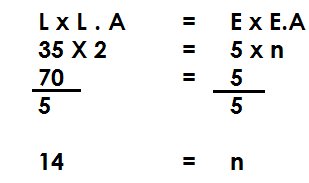 L x L . A = E x E.A
35 X 2 = 5 x n
70 = 5
5 5
14 = n